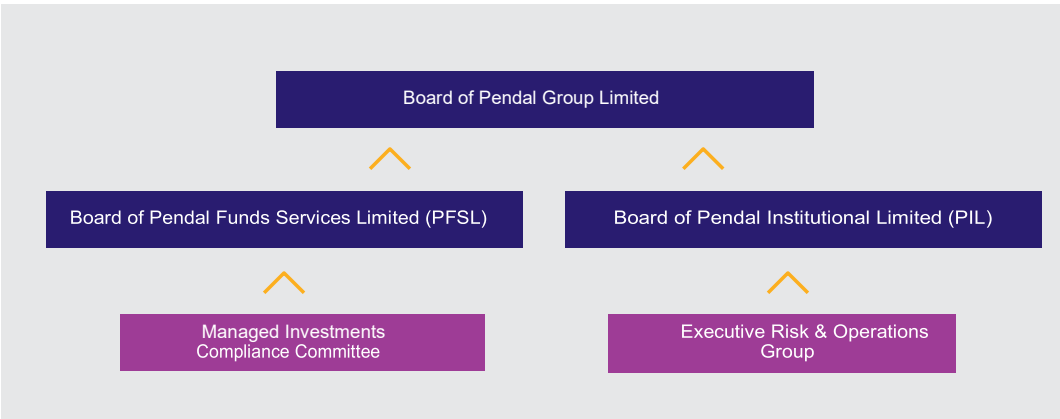 Board of Pendal Group Limited
Board of Pendal Funds Services Limited (PFSL)
Board of Pendal Institutional Limited (PIL)
Managed Investments
Compliance Committee
Executive Risk & Operations
Group